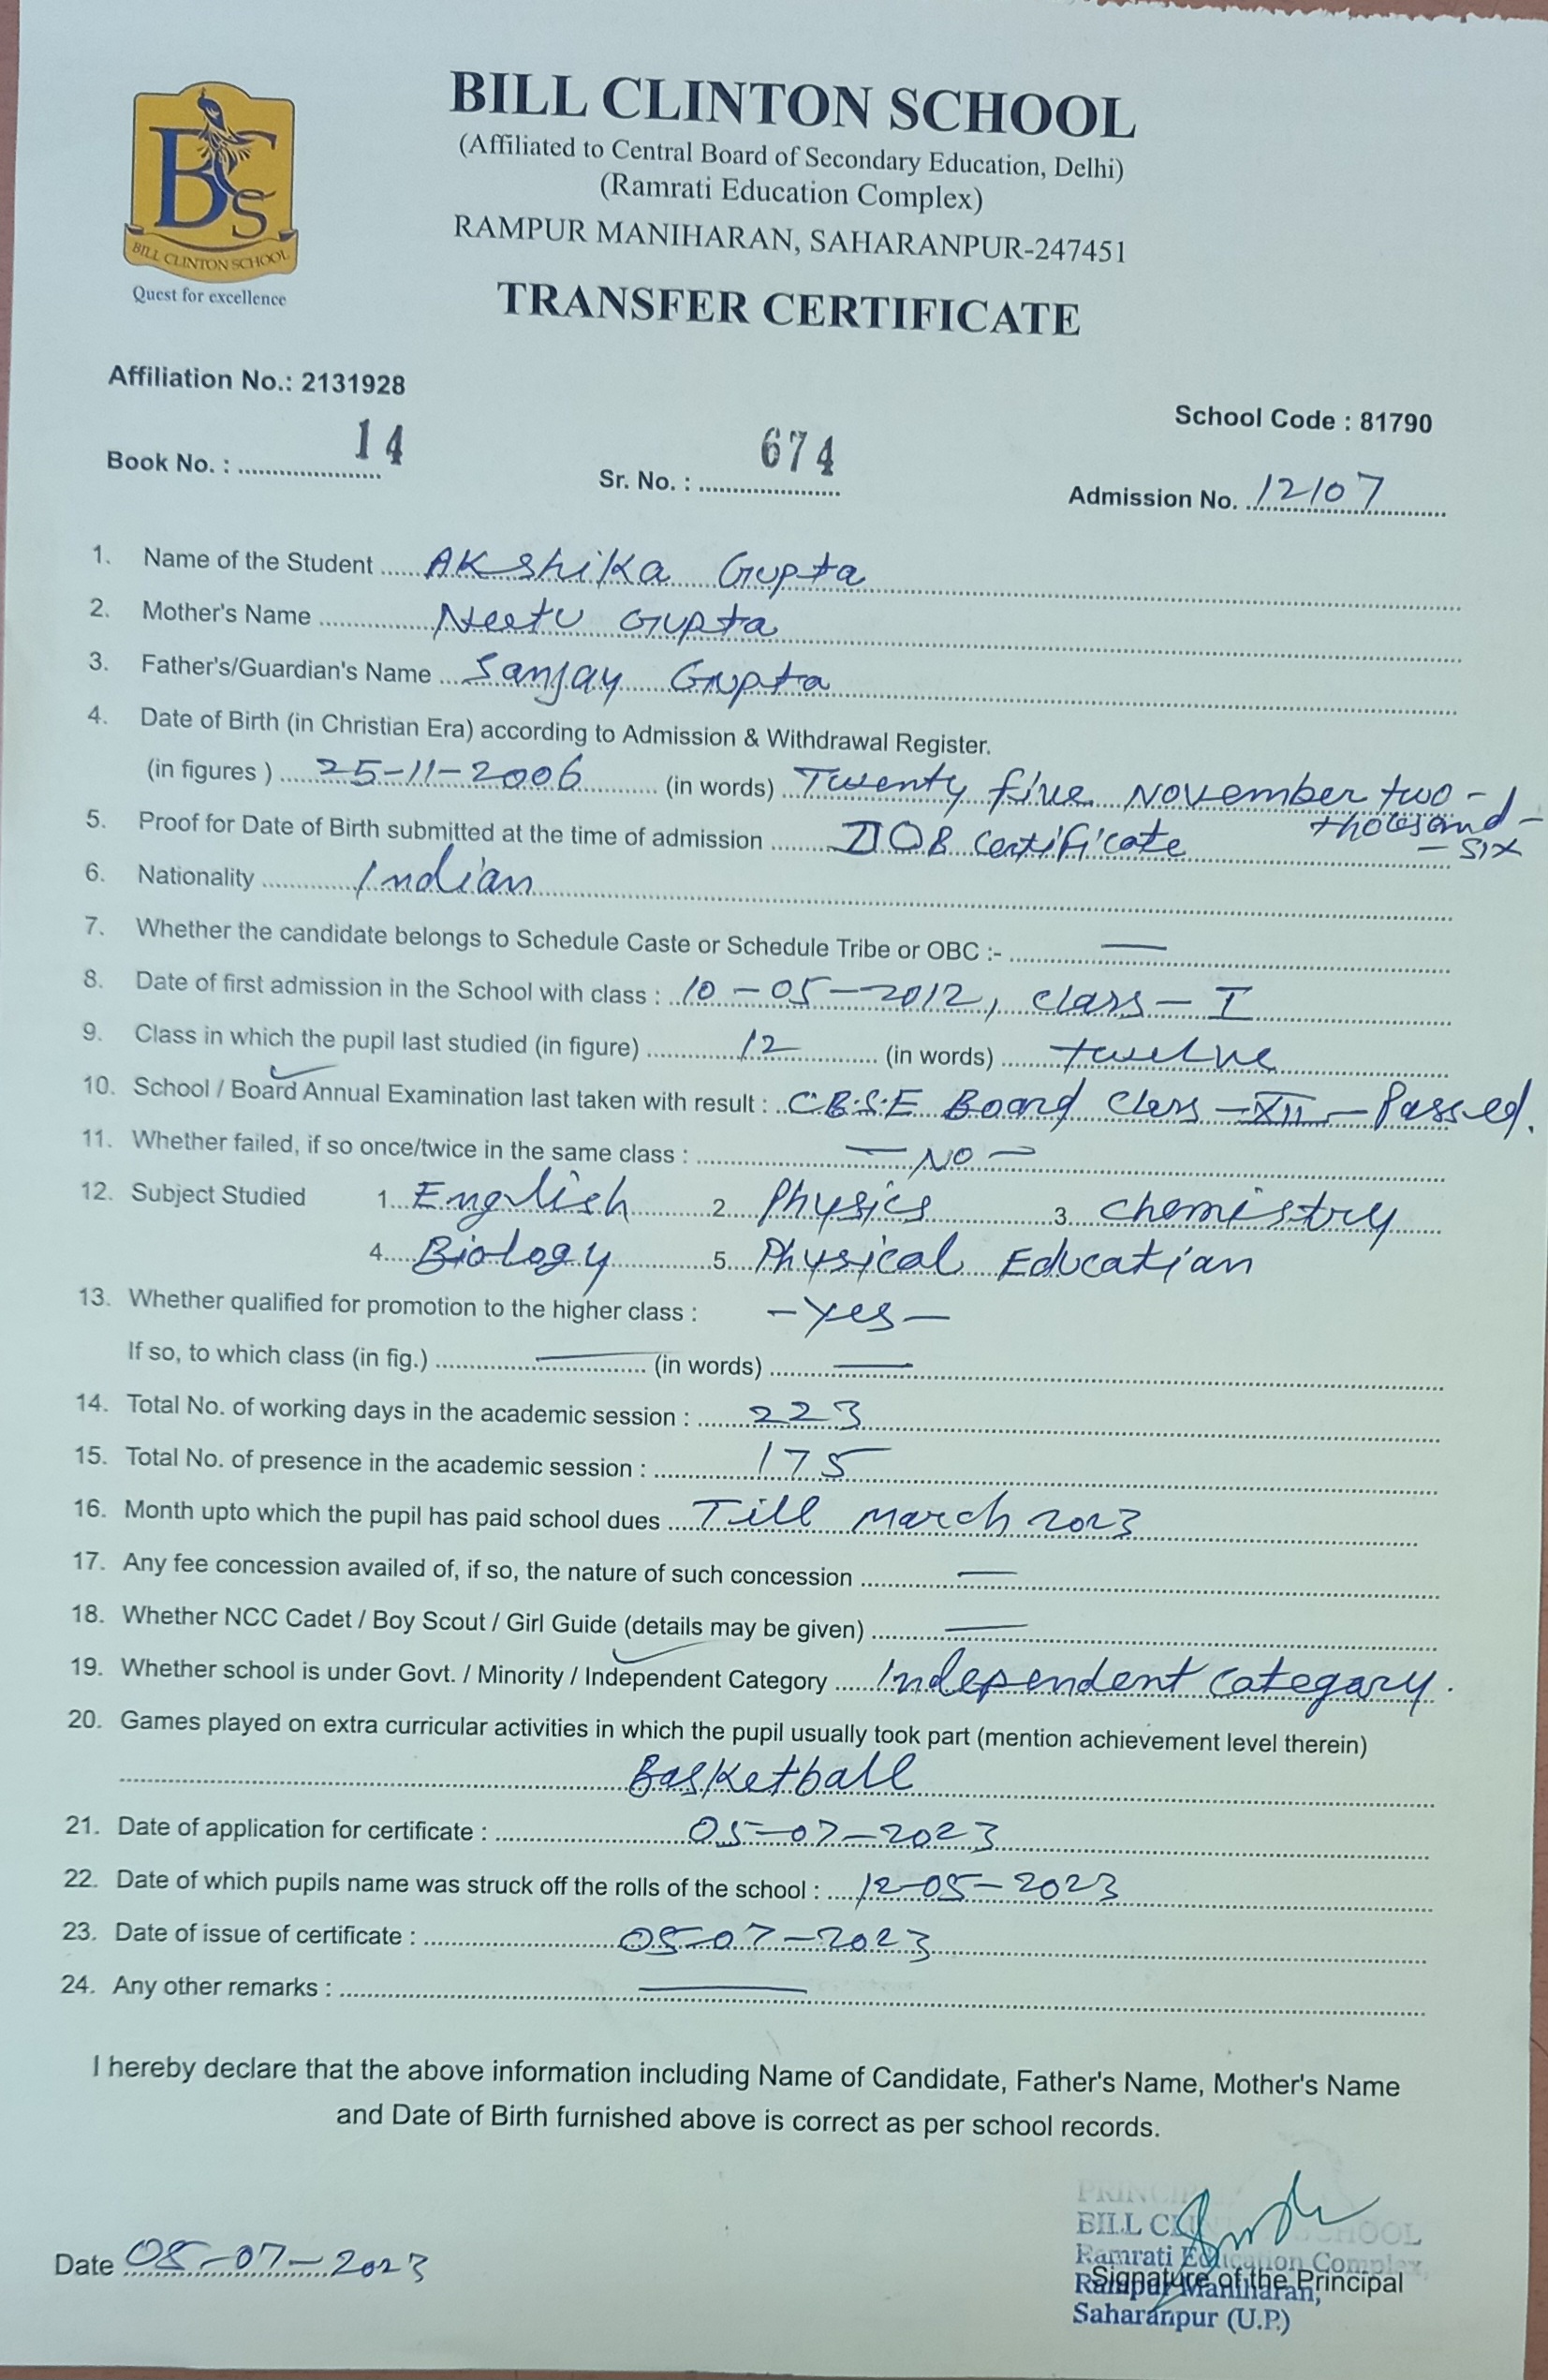 BILL CLINTON SCHOOL
(Affiliated to Central Board of Secondary Education, Delhi)
(Ramrati Education Complex)
RAMPUR MANIHARAN, SAHARANPUR-247451
BCS
BILL CLINTON SCHOOL
Quest for excellence
TRANSFER CERTIFICATE
Affiliation No.: 2131928
School Code : 81790
Book No. : 14 Sr. No. : 674 Admission No. 12107
1. Name of the Student Akshika Gupta
2. Mother's Name Neetu Gupta
3. Father's/Guardian's Name Sanjay Gupta
4. Date of Birth (in Christian Era) according to Admission & Withdrawal Register.
(in figures ) 25-11-2006 (in words) Twenty five November two-
thousand-
-six
5. Proof for Date of Birth submitted at the time of admission DOB Certificate
6. Nationality Indian
7. Whether the candidate belongs to Schedule Caste or Schedule Tribe or OBC :- —
8. Date of first admission in the School with class : 10-05-2012, class-I
9. Class in which the pupil last studied (in figure) 12 (in words) twelve
10. School / Board Annual Examination last taken with result : C.B.S.E Board Class-XII-Passed.
11. Whether failed, if so once/twice in the same class : -NO-
12. Subject Studied 1. English 2. Physics 3. chemistry
4. Biology 5. Physical Education
13. Whether qualified for promotion to the higher class : -yes-
If so, to which class (in fig.) — (in words) —
14. Total No. of working days in the academic session : 223
15. Total No. of presence in the academic session : 175
16. Month upto which the pupil has paid school dues Till march 2023
17. Any fee concession availed of, if so, the nature of such concession —
18. Whether NCC Cadet / Boy Scout / Girl Guide (details may be given) —
19. Whether school is under Govt. / Minority / Independent Category Independent Category.
20. Games played on extra curricular activities in which the pupil usually took part (mention achievement level therein)
Basketball
21. Date of application for certificate : 05-07-2023
22. Date of which pupils name was struck off the rolls of the school : 12-05-2023
23. Date of issue of certificate : 05-07-2023
24. Any other remarks : —
I hereby declare that the above information including Name of Candidate, Father's Name, Mother's Name
and Date of Birth furnished above is correct as per school records.
Date 05-07-2023
PRINCIPAL
BILL CLINTON SCHOOL
Ramrati Education Complex,
Signature of the Principal
Rampur Maniharan,
Saharanpur (U.P.)